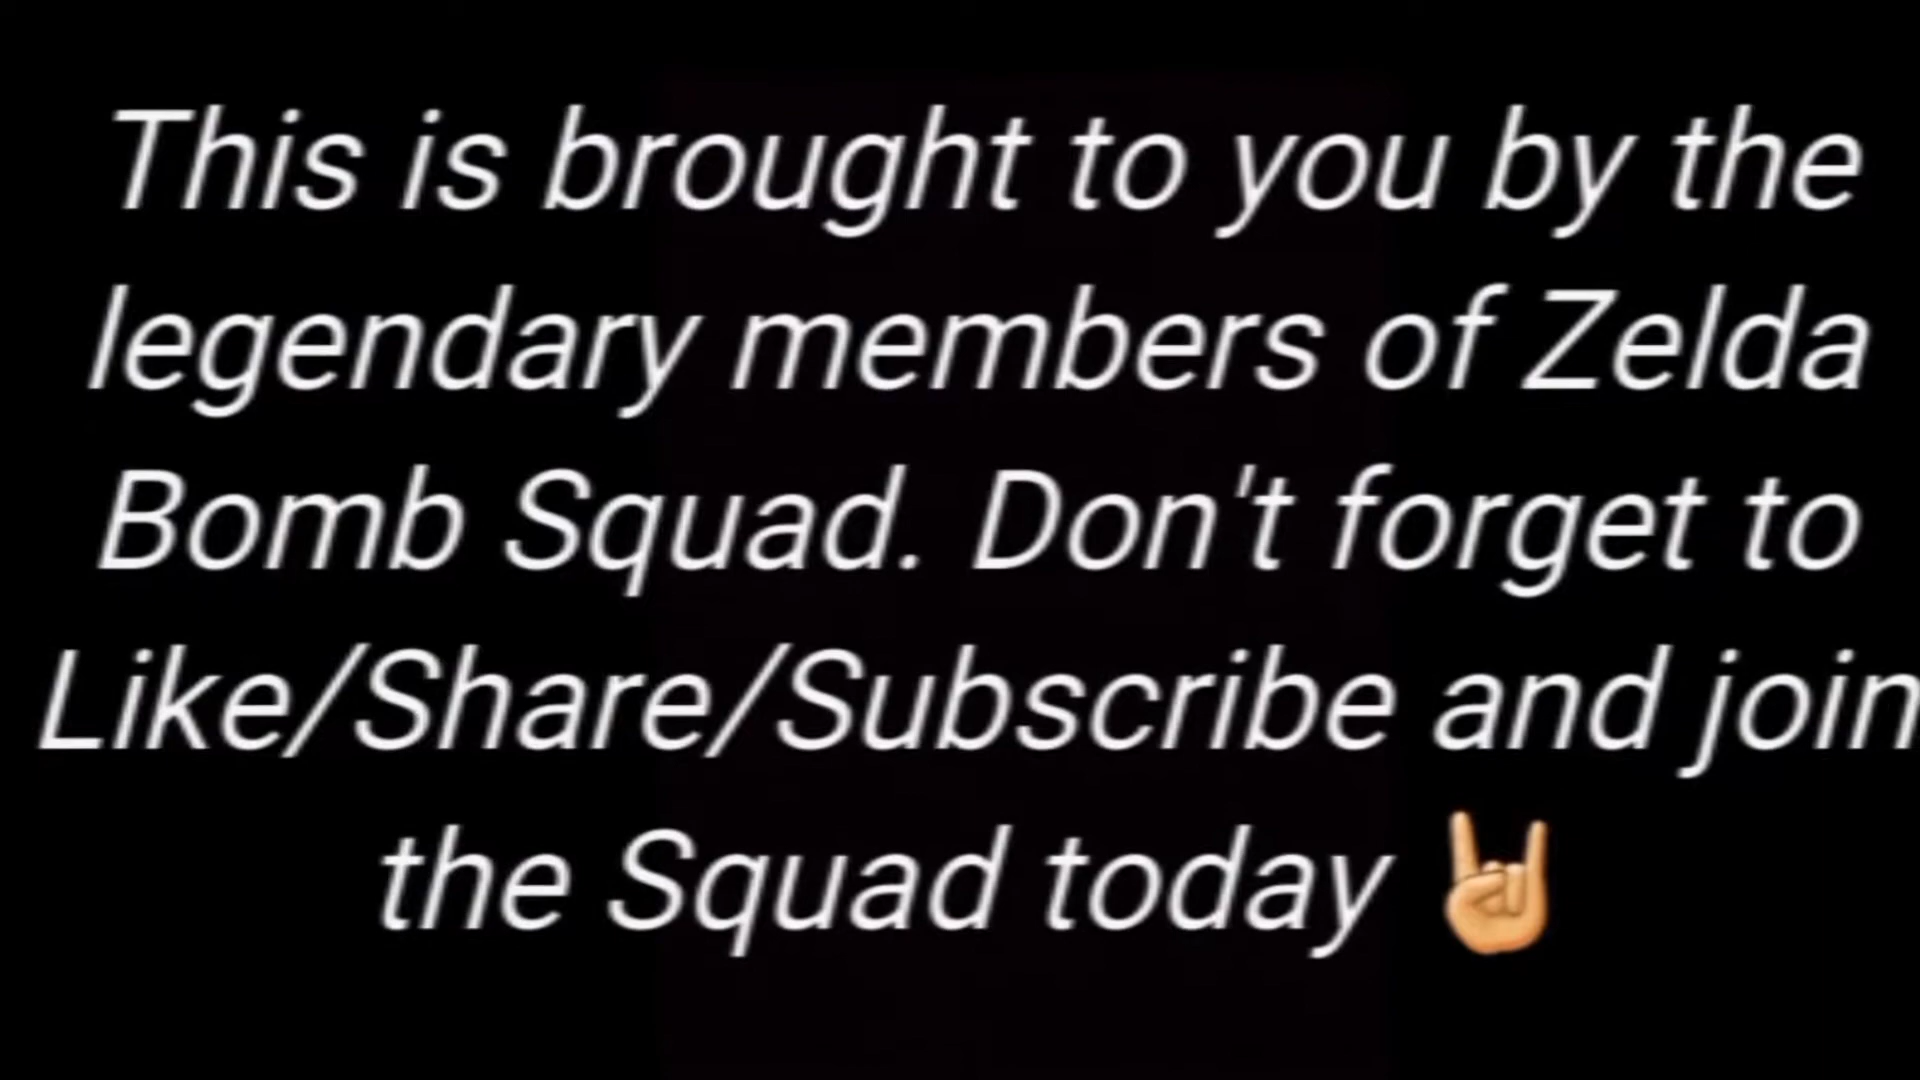 This is brought to you by the
legendary members of Zelda
Bomb Squad. Don't forget to
Like/Share/Subscribe and join
the Squad today 🤘🏼